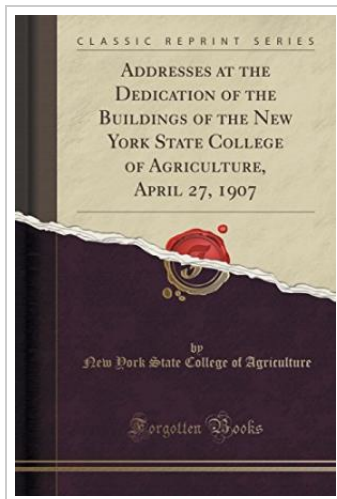 CLASSIC REPRINT SERIES
ADDRESSES AT THE
DEDICATION OF THE
BUILDINGS OF THE NEW
YORK STATE COLLEGE
OF AGRICULTURE,
APRIL 27, 1907
by
New York State College of Agriculture
Forgotten Books